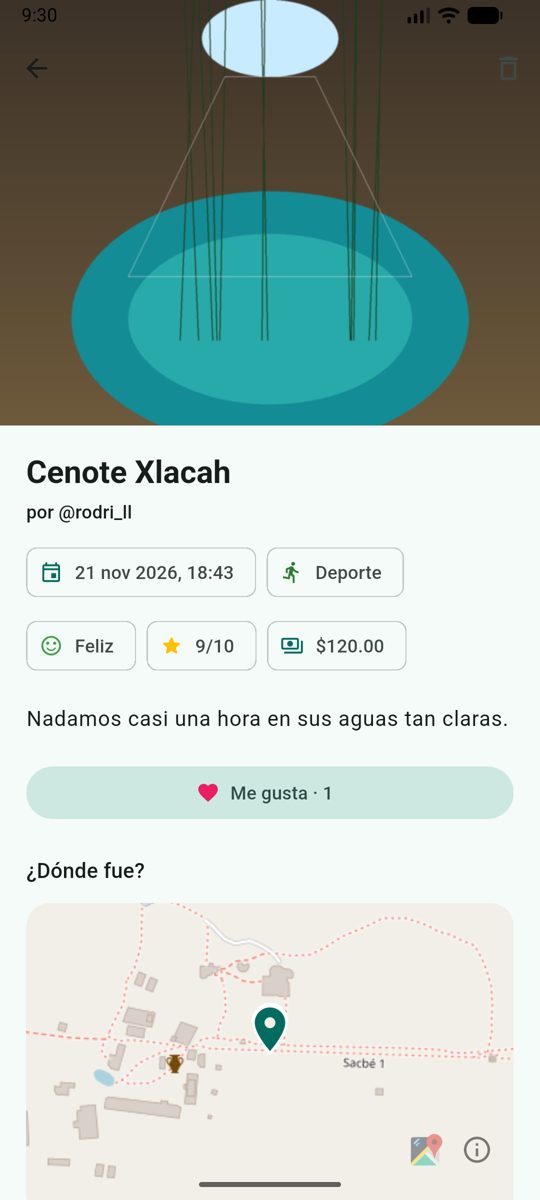 9:30
Cenote Xlacah
por @rodri_ll
21 nov 2026, 18:43
Deporte
Feliz
9/10
$120.00
Nadamos casi una hora en sus aguas tan claras.
Me gusta · 1
¿Dónde fue?
Sacbé 1